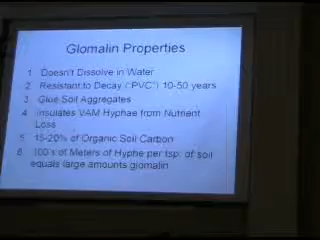 Glomalin Properties
1 Doesn't Dissolve in Water
2 Resistant to Decay ("PVC") 10-50 years
3 Glue Soil Aggregates
4 Insulates VAM Hyphae from Nutrient
Loss
5 15-20% of Organic Soil Carbon
6 100's of Meters of Hyphe per tsp. of soil
equals large amounts glomalin